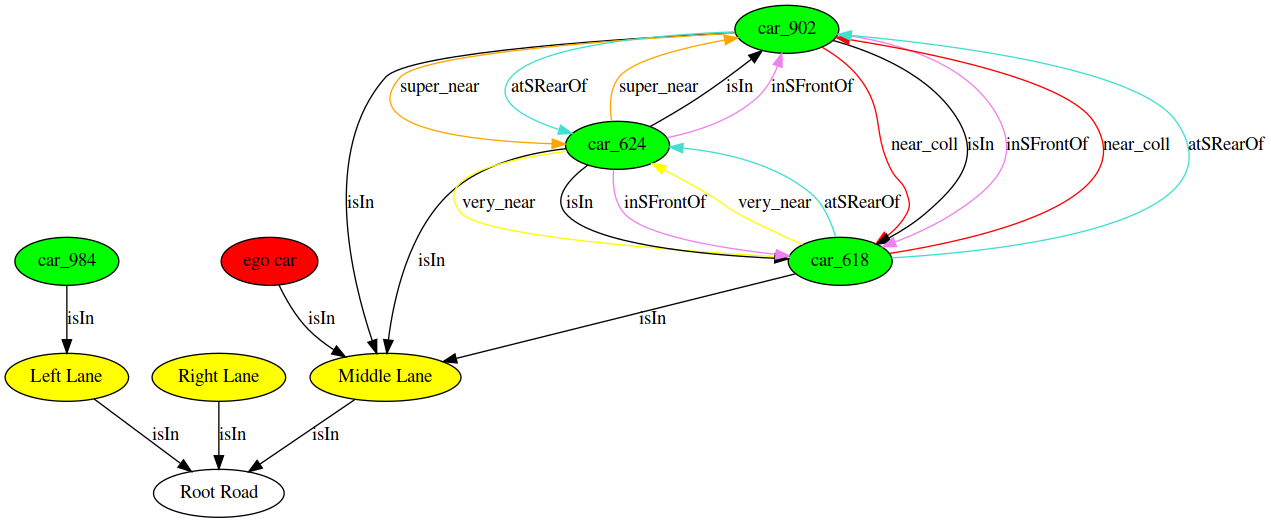 car_902
super_near
atSRearOf
super_near
isIn
inSFrontOf
car_624
near_coll
isIn
inSFrontOf
near_coll
atSRearOf
isIn
very_near
isIn
inSFrontOf
very_near
atSRearOf
isIn
car_984
ego car
car_618
isIn
isIn
isIn
Left Lane
Right Lane
Middle Lane
isIn
isIn
isIn
Root Road